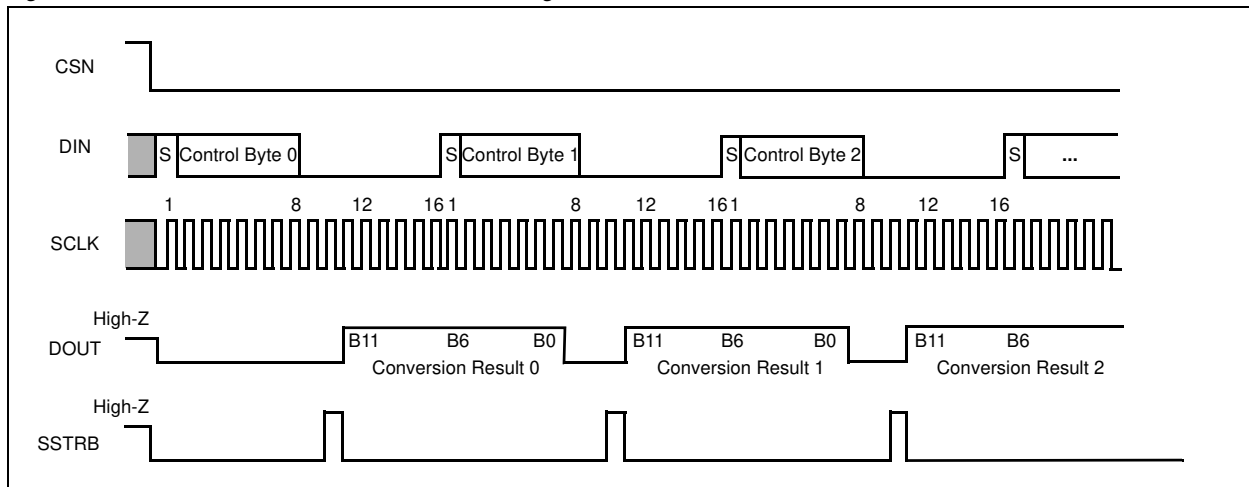 CSN
DIN
S Control Byte 0 S Control Byte 1 S Control Byte 2 S ...
1 8 12 16 1 8 12 16 1 8 12 16
SCLK
High-Z
DOUT
B11 B6 B0 B11 B6 B0 B11 B6
Conversion Result 0 Conversion Result 1 Conversion Result 2
High-Z
SSTRB